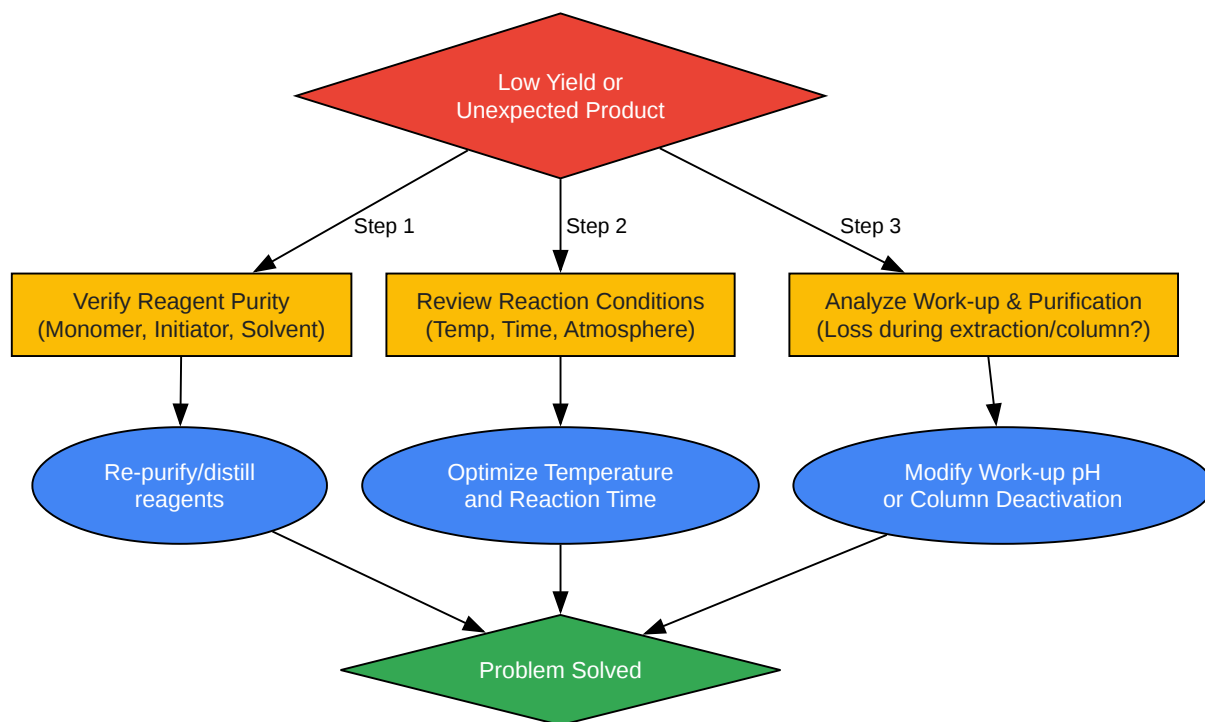 Low Yield or
Unexpected Product
Step 1
Step 2
Step 3
Verify Reagent Purity
(Monomer, Initiator, Solvent)
Review Reaction Conditions
(Temp, Time, Atmosphere)
Analyze Work-up & Purification
(Loss during extraction/column?)
Re-purify/distill
reagents
Optimize Temperature
and Reaction Time
Modify Work-up pH
or Column Deactivation
Problem Solved